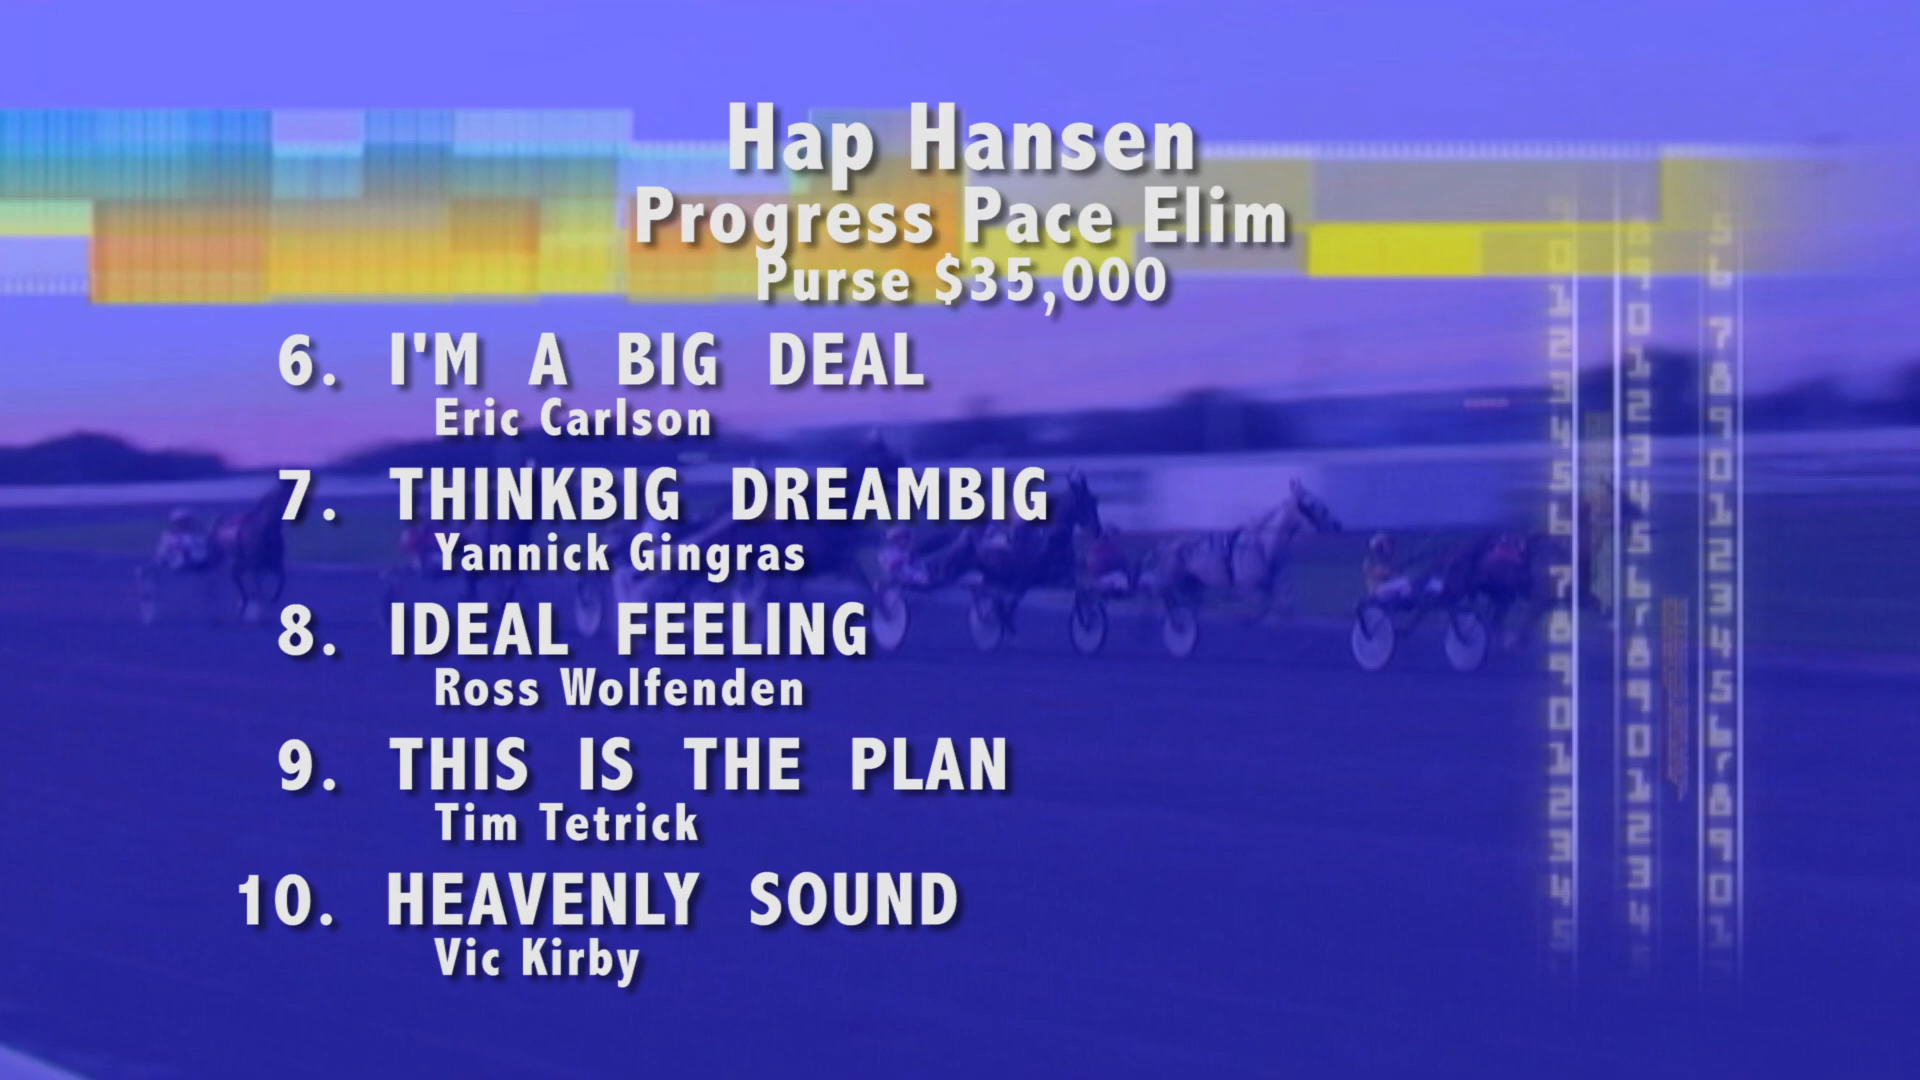 Hap Hansen
Progress Pace Elim
Purse $35,000
6. I'M A BIG DEAL
Eric Carlson
7. THINKBIG DREAMBIG
Yannick Gingras
8. IDEAL FEELING
Ross Wolfenden
9. THIS IS THE PLAN
Tim Tetrick
10. HEAVENLY SOUND
Vic Kirby